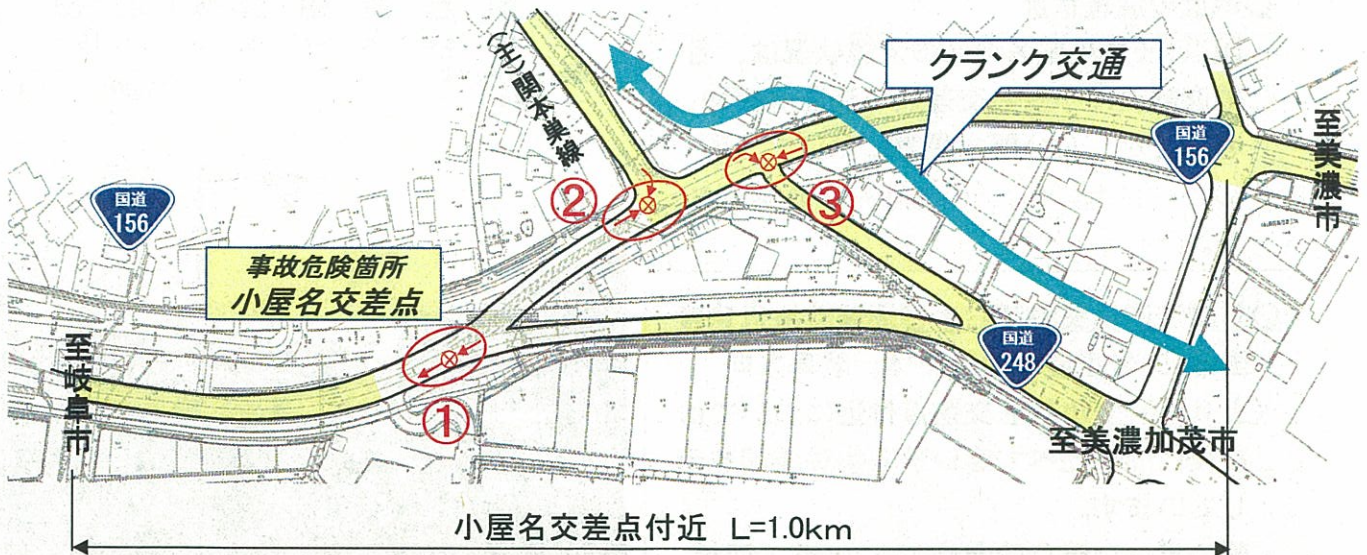 (主)関本巣線
クランク交通
国道
156
至美濃市
国道
156
②
③
事故危険箇所
小屋名交差点
至岐阜市
①
国道
248
至美濃加茂市
小屋名交差点付近 L=1.0km